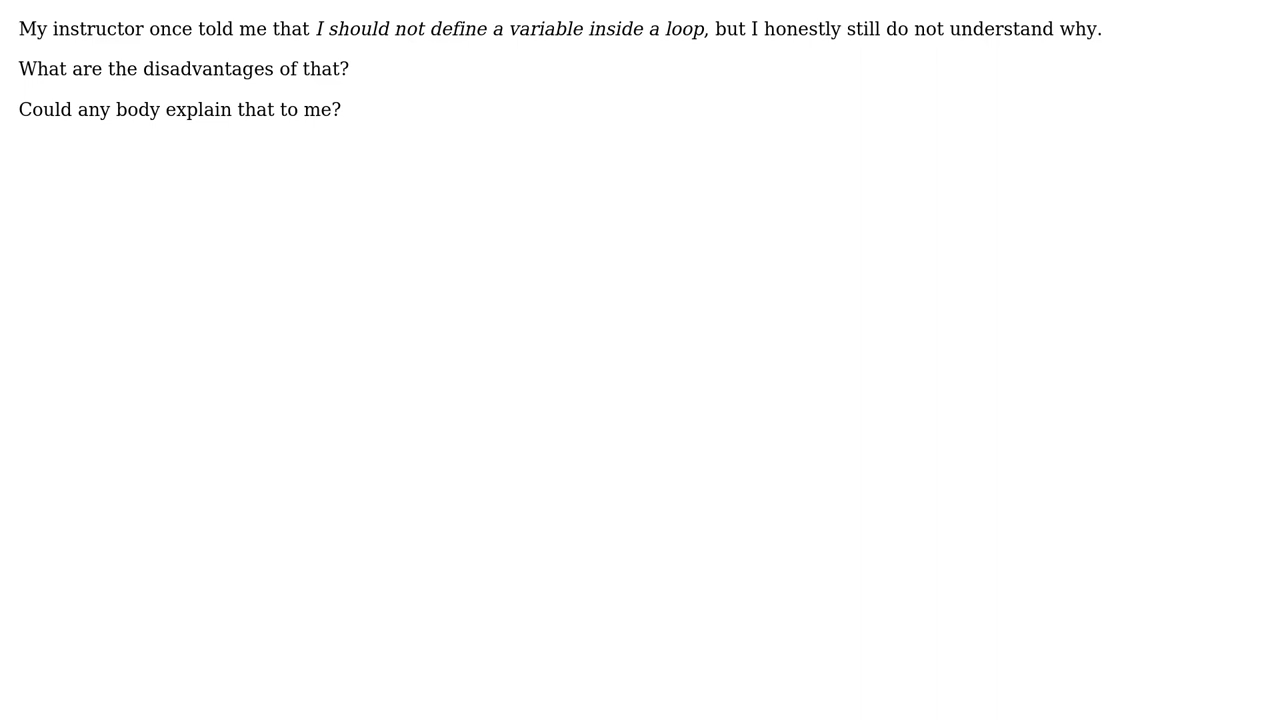 My instructor once told me that I should not define a variable inside a loop, but I honestly still do not understand why.
What are the disadvantages of that?
Could any body explain that to me?